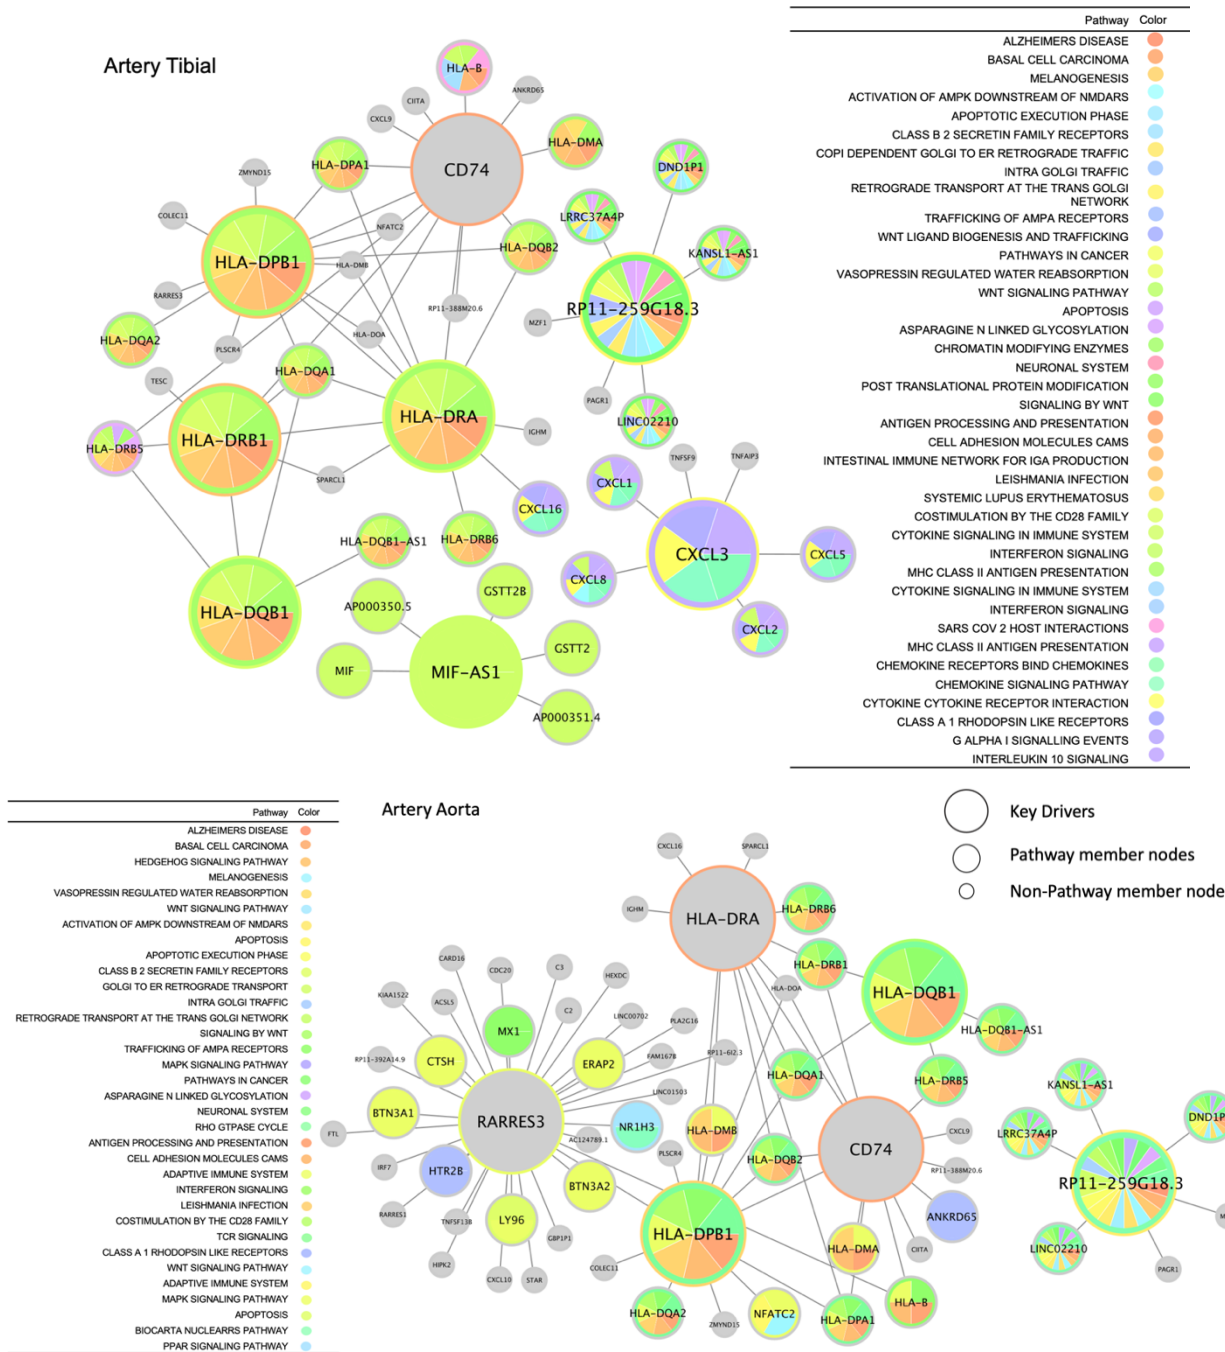 Artery Tibial
HLA-B
CIITA
ANKRD65
CXCL9
HLA-DMA
HLA-DPA1
CD74
ZMYND15
DND1P1
COLEC11
LRRC37A4P
NFATC2
HLA-DQB2
KANSL1-AS1
HLA-DPB1
HLA-DMB
RARRES3
RP11-388M20.6
RP11-259G18.3
MZF1
HLA-DOA
HLA-DQA2
PLSCR4
HLA-DQA1
TESC
PAGR1
HLA-DRA
LINC02210
HLA-DRB1
IGHM
HLA-DRB5
TNFSF9
TNFAIP3
SPARCL1
CXCL1
CXCL16
HLA-DQB1-AS1
HLA-DRB6
CXCL3
CXCL5
CXCL8
GSTT2B
AP000350.5
HLA-DQB1
CXCL2
GSTT2
MIF
MIF-AS1
AP000351.4
Pathway Color
ALZHEIMERS DISEASE
BASAL CELL CARCINOMA
MELANOGENESIS
ACTIVATION OF AMPK DOWNSTREAM OF NMDARS
APOPTOTIC EXECUTION PHASE
CLASS B 2 SECRETIN FAMILY RECEPTORS
COPI DEPENDENT GOLGI TO ER RETROGRADE TRAFFIC
INTRA GOLGI TRAFFIC
RETROGRADE TRANSPORT AT THE TRANS GOLGI
NETWORK
TRAFFICKING OF AMPA RECEPTORS
WNT LIGAND BIOGENESIS AND TRAFFICKING
PATHWAYS IN CANCER
VASOPRESSIN REGULATED WATER REABSORPTION
WNT SIGNALING PATHWAY
APOPTOSIS
ASPARAGINE N LINKED GLYCOSYLATION
CHROMATIN MODIFYING ENZYMES
NEURONAL SYSTEM
POST TRANSLATIONAL PROTEIN MODIFICATION
SIGNALING BY WNT
ANTIGEN PROCESSING AND PRESENTATION
CELL ADHESION MOLECULES CAMS
INTESTINAL IMMUNE NETWORK FOR IGA PRODUCTION
LEISHMANIA INFECTION
SYSTEMIC LUPUS ERYTHEMATOSUS
COSTIMULATION BY THE CD28 FAMILY
CYTOKINE SIGNALING IN IMMUNE SYSTEM
INTERFERON SIGNALING
MHC CLASS II ANTIGEN PRESENTATION
CYTOKINE SIGNALING IN IMMUNE SYSTEM
INTERFERON SIGNALING
SARS COV 2 HOST INTERACTIONS
MHC CLASS II ANTIGEN PRESENTATION
CHEMOKINE RECEPTORS BIND CHEMOKINES
CHEMOKINE SIGNALING PATHWAY
CYTOKINE CYTOKINE RECEPTOR INTERACTION
CLASS A 1 RHODOPSIN LIKE RECEPTORS
G ALPHA I SIGNALLING EVENTS
INTERLEUKIN 10 SIGNALING
Pathway Color
ALZHEIMERS DISEASE
BASAL CELL CARCINOMA
HEDGEHOG SIGNALING PATHWAY
MELANOGENESIS
VASOPRESSIN REGULATED WATER REABSORPTION
WNT SIGNALING PATHWAY
ACTIVATION OF AMPK DOWNSTREAM OF NMDARS
APOPTOSIS
APOPTOTIC EXECUTION PHASE
CLASS B 2 SECRETIN FAMILY RECEPTORS
GOLGI TO ER RETROGRADE TRANSPORT
INTRA GOLGI TRAFFIC
RETROGRADE TRANSPORT AT THE TRANS GOLGI NETWORK
SIGNALING BY WNT
TRAFFICKING OF AMPA RECEPTORS
MAPK SIGNALING PATHWAY
PATHWAYS IN CANCER
ASPARAGINE N LINKED GLYCOSYLATION
NEURONAL SYSTEM
RHO GTPASE CYCLE
ANTIGEN PROCESSING AND PRESENTATION
CELL ADHESION MOLECULES CAMS
ADAPTIVE IMMUNE SYSTEM
INTERFERON SIGNALING
LEISHMANIA INFECTION
COSTIMULATION BY THE CD28 FAMILY
TCR SIGNALING
CLASS A 1 RHODOPSIN LIKE RECEPTORS
WNT SIGNALING PATHWAY
ADAPTIVE IMMUNE SYSTEM
MAPK SIGNALING PATHWAY
APOPTOSIS
BIOCARTA NUCLEARRS PATHWAY
PPAR SIGNALING PATHWAY
Artery Aorta
Key Drivers
Pathway member nodes
Non-Pathway member node
CXCL16
SPARCL1
IGHM
HLA-DRA
HLA-DRB6
CARD16
CDC20
C3
HEXDC
HLA-DRB1
KIAA1522
ACSL5
C2
LINC00702
HLA-DOA
HLA-DQB1
MX1
PLA2G16
HLA-DQB1-AS1
RP11-392A14.9
CTSH
ERAP2
FAM167B
RP11-6I2.3
HLA-DQA1
HLA-DRB5
KANSL1-AS1
LINC01503
BTN3A1
RARRES3
NR1H3
HLA-DMB
DND1P
FTL
AC124789.1
CXCL9
LRRC37A4P
IRF7
HTR2B
PLSCR4
HLA-DQB2
CD74
RP11-388M20.6
RP11-259G18.3
BTN3A2
RARRES1
TNFSF13B
LY96
ANKRD65
M
HLA-DPB1
HLA-DMA
CIITA
LINC02210
HIPK2
GBP1P1
COLEC11
PAGR1
CXCL10
STAR
HLA-DQA2
NFATC2
HLA-B
ZMYND15
HLA-DPA1